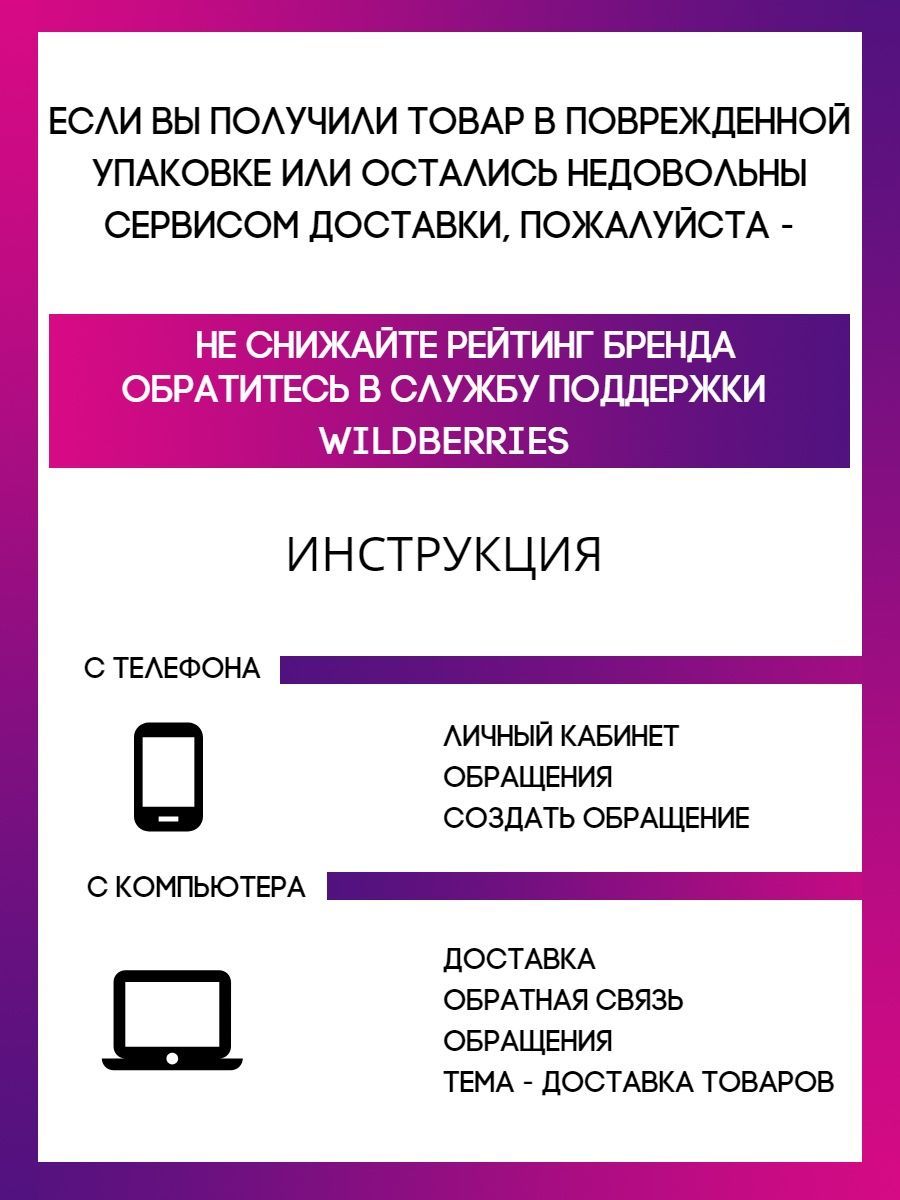 ЕСЛИ ВЫ ПОЛУЧИЛИ ТОВАР В ПОВРЕЖДЕННОЙ
УПАКОВКЕ ИЛИ ОСТАЛИСЬ НЕДОВОЛЬНЫ
СЕРВИСОМ ДОСТАВКИ, ПОЖАЛУЙСТА -
НЕ СНИЖАЙТЕ РЕЙТИНГ БРЕНДА
ОБРАТИТЕСЬ В СЛУЖБУ ПОДДЕРЖКИ
WILDBERRIES
ИНСТРУКЦИЯ
С ТЕЛЕФОНА
ЛИЧНЫЙ КАБИНЕТ
ОБРАЩЕНИЯ
СОЗДАТЬ ОБРАЩЕНИЕ
С КОМПЬЮТЕРА
ДОСТАВКА
ОБРАТНАЯ СВЯЗЬ
ОБРАЩЕНИЯ
ТЕМА - ДОСТАВКА ТОВАРОВ